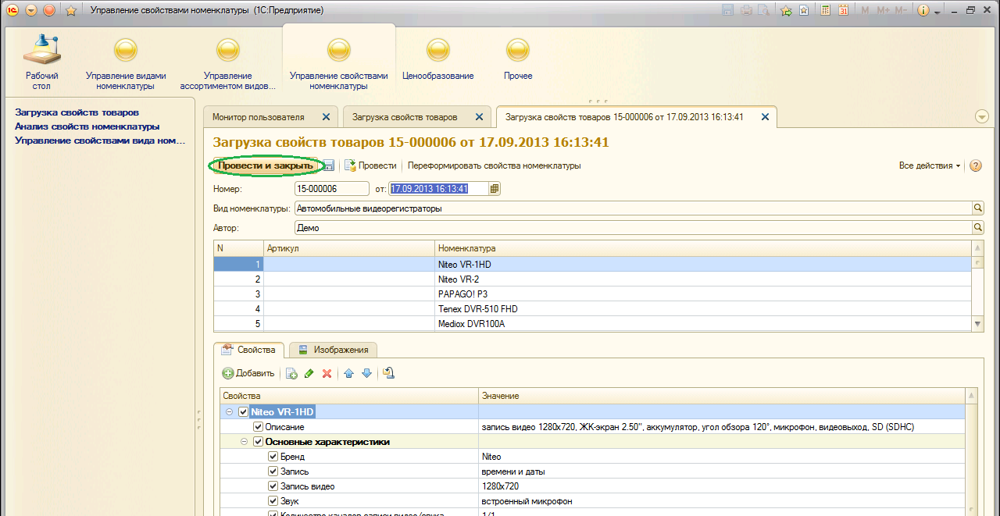 Управление свойствами номенклатуры (1С:Предприятие)
M M+ M-
Рабочий
стол
Управление видами
номенклатуры
Управление
ассортиментом видов...
Управление свойствами
номенклатуры
Ценообразование
Прочее
Загрузка свойств товаров
Анализ свойств номенклатуры
Управление свойствами вида ном...
Монитор пользователя
Загрузка свойств товаров
Загрузка свойств товаров 15-000006 от 17.09.2013 16:13:41
Загрузка свойств товаров 15-000006 от 17.09.2013 16:13:41
Провести и закрыть Провести Переформировать свойства номенклатуры Все действия
Номер: 15-000006 от: 17.09.2013 16:13:41
Вид номенклатуры: Автомобильные видеорегистраторы
Автор: Демо
N Артикул Номенклатура
1 Niteo VR-1HD
2 Niteo VR-2
3 PAPAGO! P3
4 Tenex DVR-510 FHD
5 Mediox DVR100A
Свойства Изображения
Добавить
Свойства Значение
Niteo VR-1HD
Описание запись видео 1280x720, ЖК-экран 2.50", аккумулятор, угол обзора 120°, микрофон, видеовыход, SD (SDHC)
Основные характеристики
Бренд Niteo
Запись времени и даты
Запись видео 1280x720
Звук встроенный микрофон
Количество каналов записи видео/звука 1/1